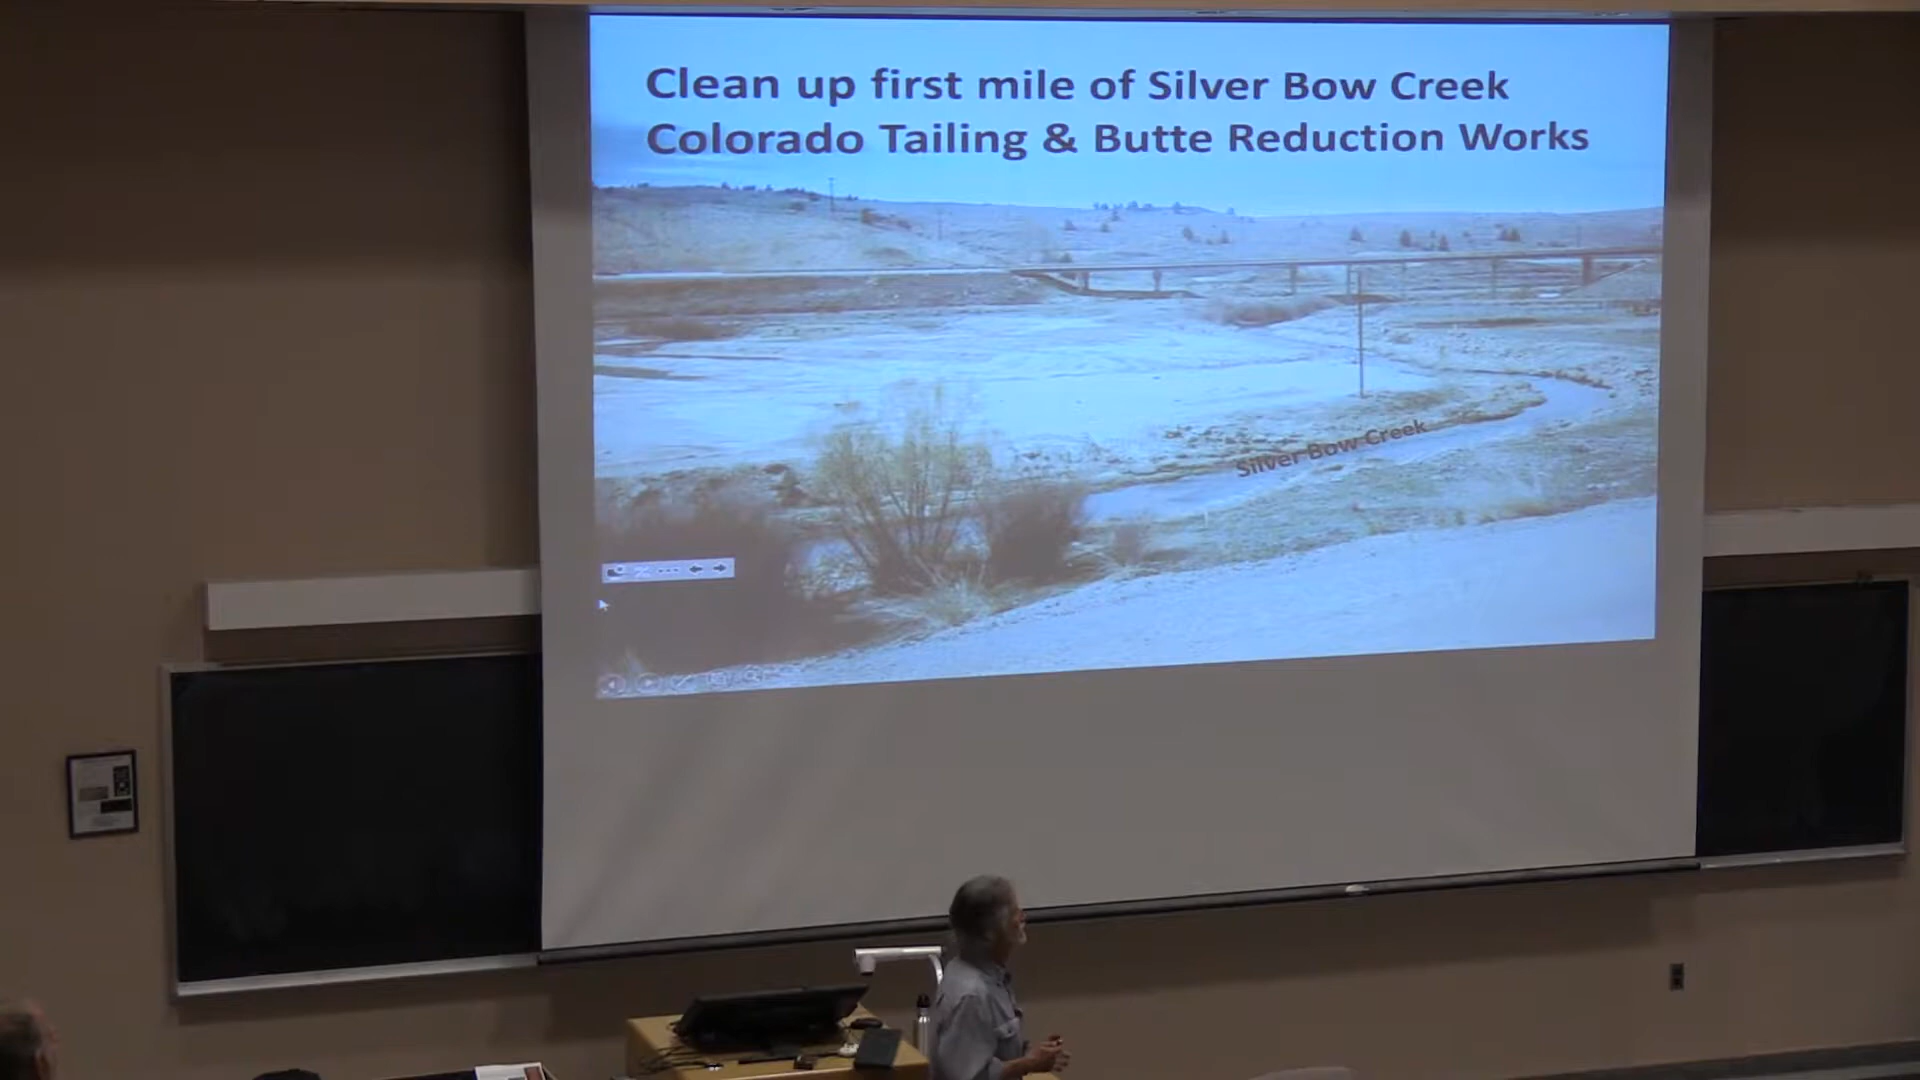 Clean up first mile of Silver Bow Creek
Colorado Tailing & Butte Reduction Works
Silver Bow Creek